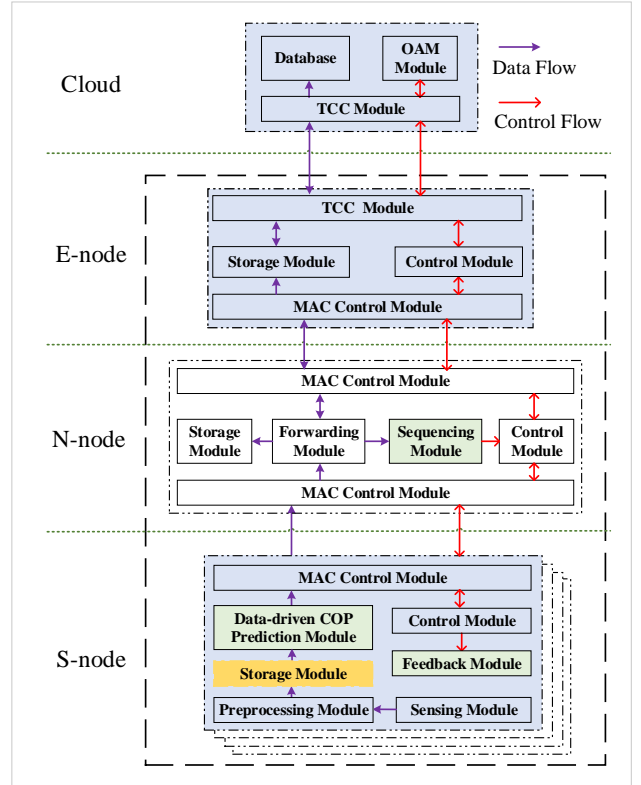 Cloud
Database
OAM
Module
TCC Module
Data Flow
Control Flow
E-node
TCC Module
Storage Module
Control Module
MAC Control Module
N-node
MAC Control Module
Storage
Module
Forwarding
Module
Sequencing
Module
Control
Module
MAC Control Module
S-node
MAC Control Module
Data-driven COP
Prediction Module
Control Module
Storage Module
Feedback Module
Preprocessing Module
Sensing Module